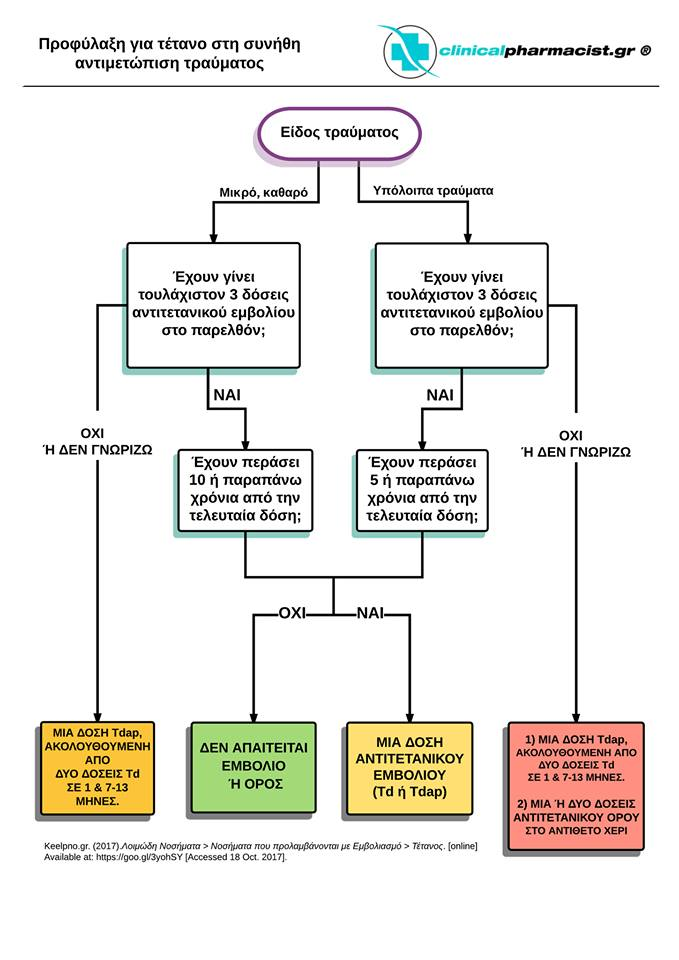 Προφύλαξη για τέτανο στη συνήθη
αντιμετώπιση τραύματος
clinicalpharmacist.gr ®
Είδος τραύματος
Μικρό, καθαρό
Υπόλοιπα τραύματα
Έχουν γίνει
τουλάχιστον 3 δόσεις
αντιτετανικού εμβολίου
στο παρελθόν;
Έχουν γίνει
τουλάχιστον 3 δόσεις
αντιτετανικού εμβολίου
στο παρελθόν;
ΝΑΙ
ΝΑΙ
ΟΧΙ
Ή ΔΕΝ ΓΝΩΡΙΖΩ
ΟΧΙ
Ή ΔΕΝ ΓΝΩΡΙΖΩ
Έχουν περάσει
10 ή παραπάνω
χρόνια από την
τελευταία δόση;
Έχουν περάσει
5 ή παραπάνω
χρόνια από την
τελευταία δόση;
ΟΧΙ
ΝΑΙ
ΜΙΑ ΔΟΣΗ Tdap,
ΑΚΟΛΟΥΘΟΥΜΕΝΗ
ΑΠΟ
ΔΥΟ ΔΟΣΕΙΣ Td
ΣΕ 1 & 7-13
ΜΗΝΕΣ.
ΔΕΝ ΑΠΑΙΤΕΙΤΑΙ
ΕΜΒΟΛΙΟ
Ή ΟΡΟΣ
ΜΙΑ ΔΟΣΗ
ΑΝΤΙΤΕΤΑΝΙΚΟΥ
ΕΜΒΟΛΙΟΥ
(Td ή Tdap)
1) ΜΙΑ ΔΟΣΗ Tdap,
ΑΚΟΛΟΥΘΟΥΜΕΝΗ ΑΠΟ
ΔΥΟ ΔΟΣΕΙΣ Td
ΣΕ 1 & 7-13 ΜΗΝΕΣ.
2) ΜΙΑ Ή ΔΥΟ ΔΟΣΕΙΣ
ΑΝΤΙΤΕΤΑΝΙΚΟΥ ΟΡΟΥ
ΣΤΟ ΑΝΤΙΘΕΤΟ ΧΕΡΙ
Keelpno.gr. (2017).Λοιμώδη Νοσήματα > Νοσήματα που προλαμβάνονται με Εμβολιασμό > Τέτανος. [online]
Available at: https://goo.gl/3yohSY [Accessed 18 Oct. 2017].